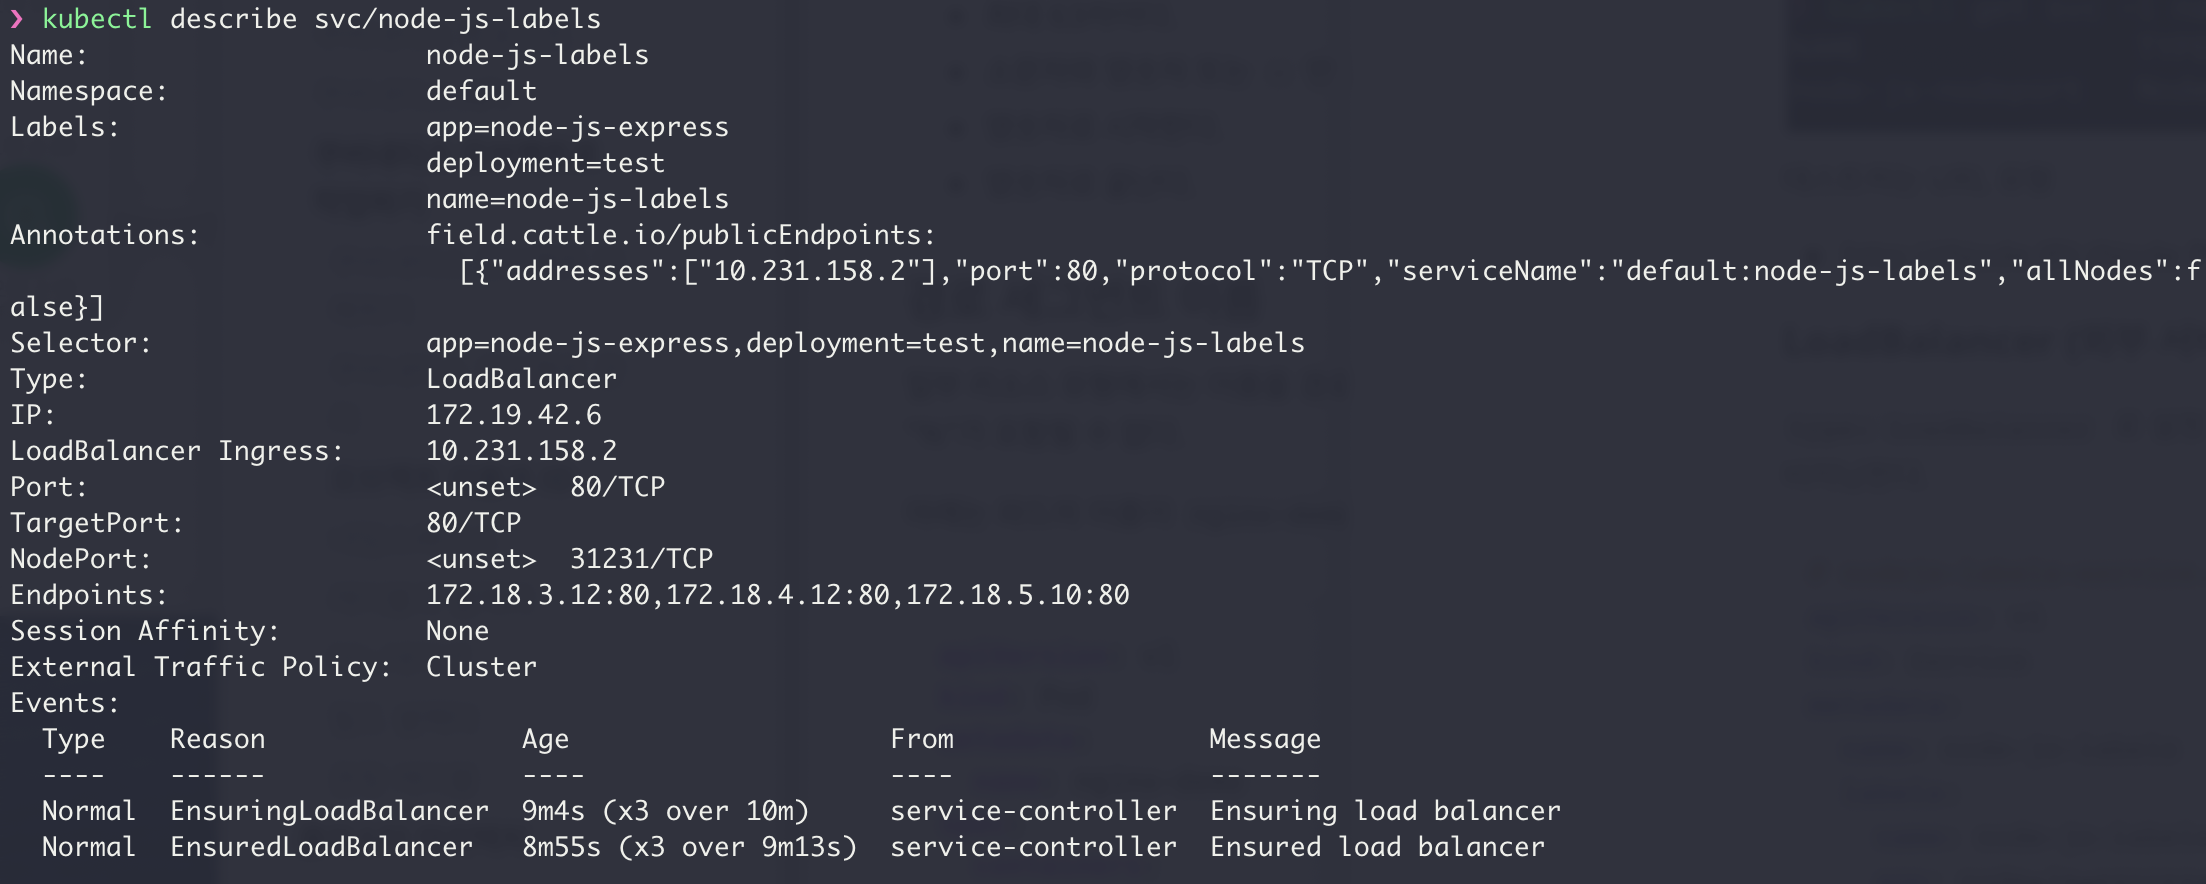 ❯ kubectl describe svc/node-js-labels
Name:                     node-js-labels
Namespace:                default
Labels:                   app=node-js-express
                          deployment=test
                          name=node-js-labels
Annotations:              field.cattle.io/publicEndpoints:
                            [{"addresses":["10.231.158.2"],"port":80,"protocol":"TCP","serviceName":"default:node-js-labels","allNodes":f
alse}]
Selector:                 app=node-js-express,deployment=test,name=node-js-labels
Type:                     LoadBalancer
IP:                       172.19.42.6
LoadBalancer Ingress:     10.231.158.2
Port:                     <unset>  80/TCP
TargetPort:               80/TCP
NodePort:                 <unset>  31231/TCP
Endpoints:                172.18.3.12:80,172.18.4.12:80,172.18.5.10:80
Session Affinity:         None
External Traffic Policy:  Cluster
Events:
  Type    Reason                Age                    From                Message
  ----    ------                ----                   ----                -------
  Normal  EnsuringLoadBalancer  9m4s (x3 over 10m)     service-controller  Ensuring load balancer
  Normal  EnsuredLoadBalancer   8m55s (x3 over 9m13s)  service-controller  Ensured load balancer